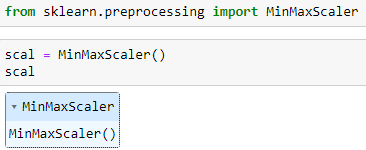 from sklearn.preprocessing import MinMaxScaler
scal = MinMaxScaler()
scal
MinMaxScaler
MinMaxScaler()